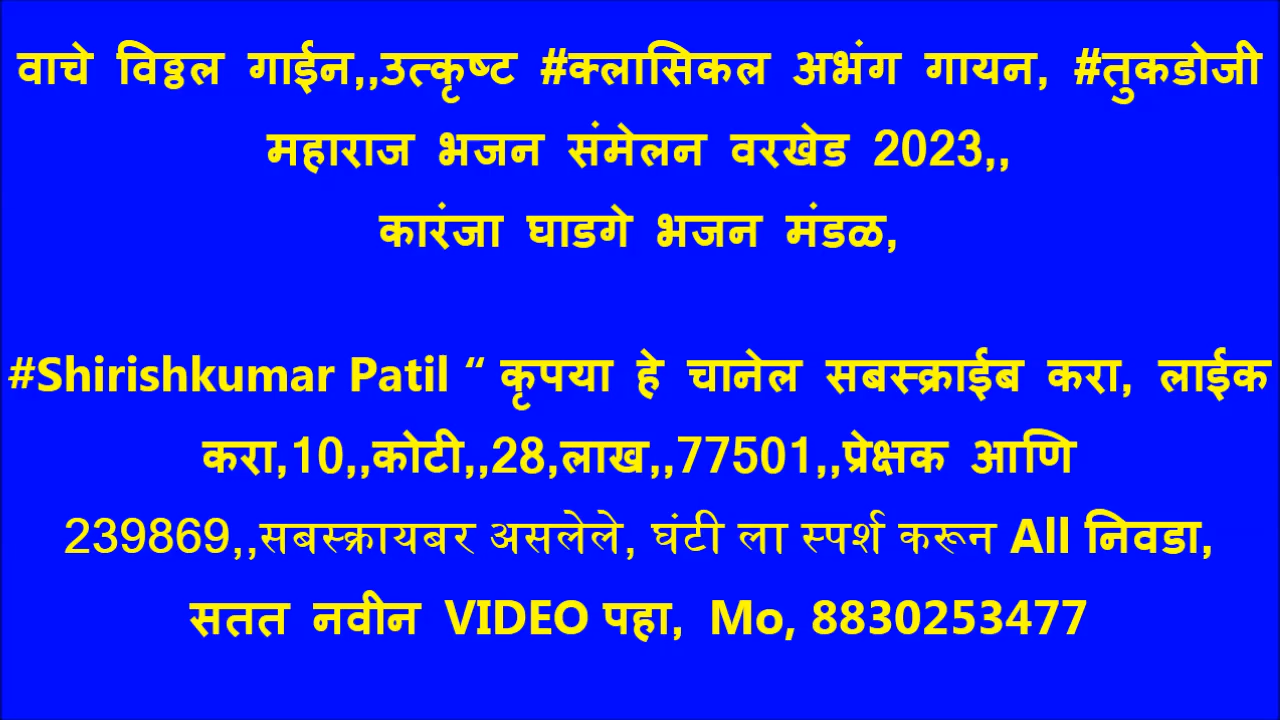 वाचे विठ्ठल गाईन,,उत्कृष्ट #क्लासिकल अभंग गायन, #तुकडोजी
महाराज भजन संमेलन वरखेड 2023,,
कारंजा घाडगे भजन मंडळ,
#Shirishkumar Patil “ कृपया हे चानेल सबस्क्राईब करा, लाईक
करा,10,,कोटी,,28,लाख,,77501,,प्रेक्षक आणि
239869,,सबस्क्रायबर असलेले, घंटी ला स्पर्श करून All निवडा,
सतत नवीन VIDEO पहा, Mo, 8830253477